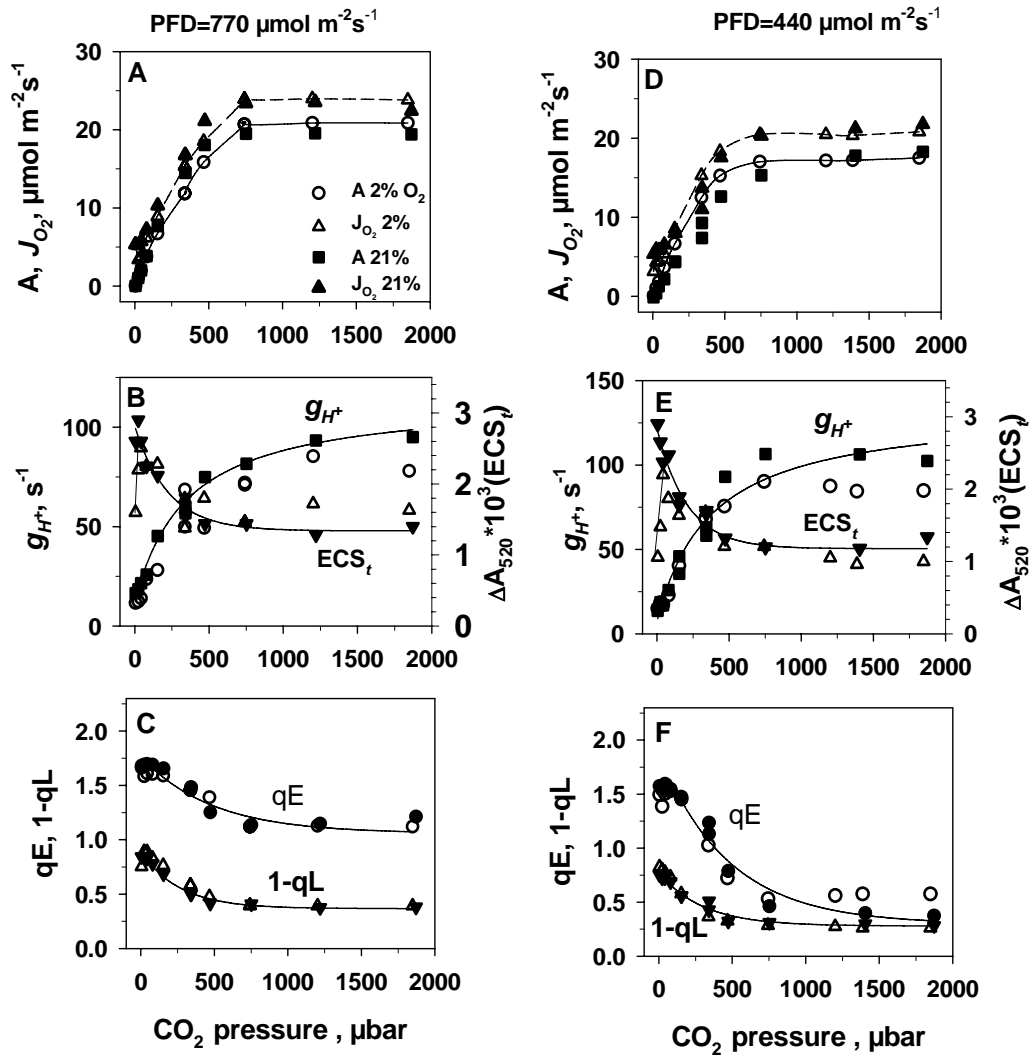 PFD=770 µmol m⁻²s⁻¹
A
A, J_O₂, µmol m⁻²s⁻¹
30
20
10
0
A 2% O₂
J_O₂ 2%
A 21%
J_O₂ 21%
0 500 1000 1500 2000
B
g_H⁺, s⁻¹
100
50
0
g_H⁺
ECS_t
3
2
1
0
ΔA₅₂₀*10³(ECS_t)
0 500 1000 1500 2000
C
qE, 1-qL
2.0
1.5
1.0
0.5
0.0
qE
1-qL
0 500 1000 1500 2000
CO₂ pressure , µbar
PFD=440 µmol m⁻²s⁻¹
D
A, J_O₂, µmol m⁻²s⁻¹
30
20
10
0
0 500 1000 1500 2000
E
g_H⁺, s⁻¹
150
100
50
0
g_H⁺
ECS_t
3
2
1
0
ΔA₅₂₀*10³(ECS_t)
0 500 1000 1500 2000
F
qE, 1-qL
2.0
1.5
1.0
0.5
0.0
qE
1-qL
0 500 1000 1500 2000
CO₂ pressure , µbar